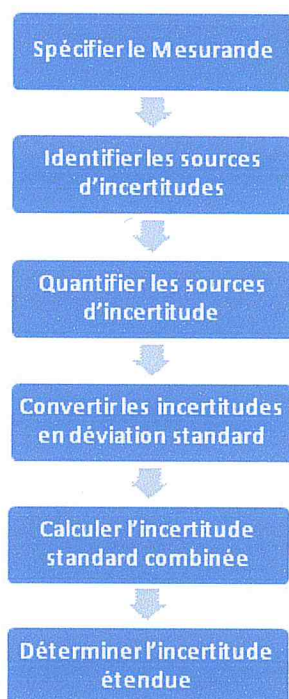 Spécifier le Mesurande
Identifier les sources
d'incertitudes
Quantifier les sources
d'incertitude
Convertir les incertitudes
en déviation standard
Calculer l'incertitude
standard combinée
Déterminer l'incertitude
étendue